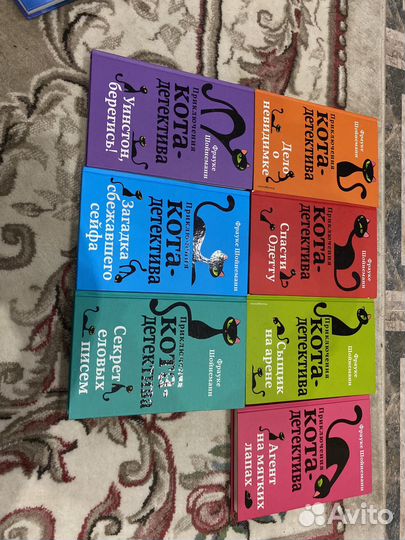 Фрауке
Шойнеманн
Приключения
кота-
детектива
Уинстон,
берегись!
Фрауке
Шойнеманн
Приключения
кота-
детектива
Дело о
невидимке
Фрауке Шойнеманн
Приключения
кота-
детектива
Загадка
сбежавшего
сейфа
Фрауке
Шойнеманн
Приключения
кота-
детектива
Спасти
Одетту
Фрауке
Шойнеманн
Приключения
кота-
детектива
Секрет
еловых
писем
Фрауке
Шойнеманн
Приключения
кота-
детектива
Сыщик
на арене
Фрауке Шойнеманн
Приключения
кота-
детектива
Агент
на мягких
лапах
Avito